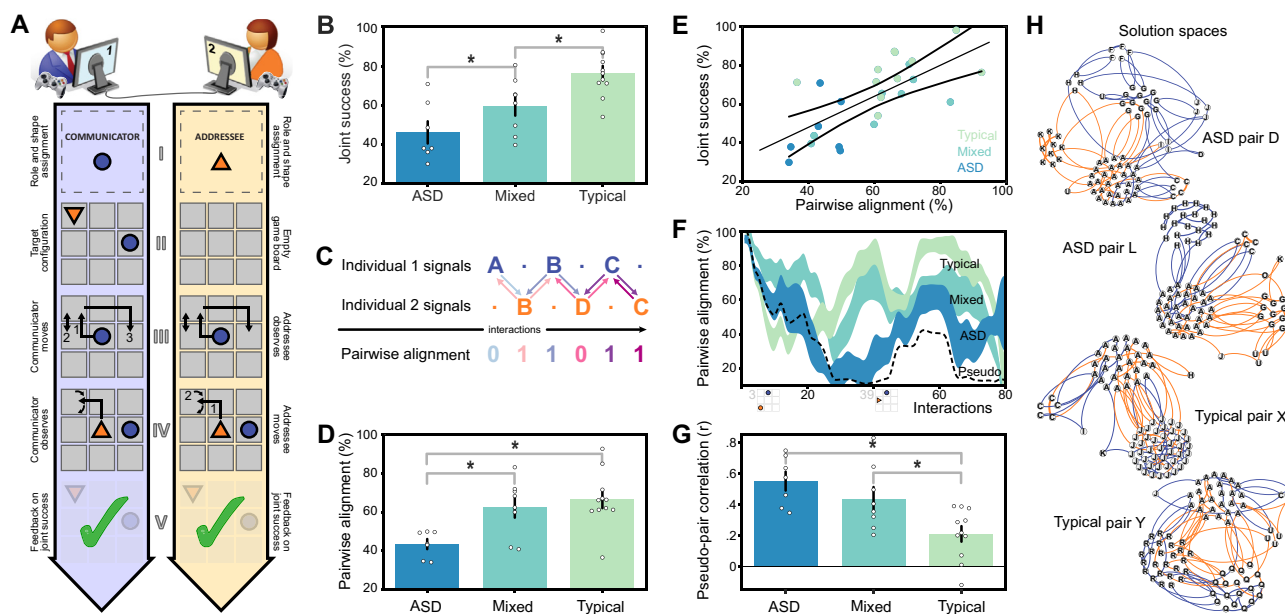 A
1
2
COMMUNICATOR
ADDRESSEE
Role and shape assignment
I
Role and shape assignment
Target configuration
II
Empty game board
Communicator moves
2
1
3
III
Addressee observes
Communicator observes
IV
2
1
Addressee moves
Feedback on joint success
V
Feedback on joint success
B
Joint success (%)
100
80
60
40
20
*
*
ASD
Mixed
Typical
C
Individual 1 signals
A · B · C ·
Individual 2 signals
· B · D · C
interactions
Pairwise alignment
0 1 1 0 1 1
D
Pairwise alignment (%)
100
80
60
40
20
*
*
ASD
Mixed
Typical
E
Joint success (%)
100
80
60
40
20
Typical
Mixed
ASD
20
40
60
80
100
Pairwise alignment (%)
F
Pairwise alignment (%)
100
80
60
40
20
Typical
Mixed
ASD
Pseudo
1
20
40
60
80
3
39
Interactions
G
Pseudo-pair correlation (r)
.8
.6
.4
.2
0
*
*
ASD
Mixed
Typical
H
Solution spaces
ASD pair D
ASD pair L
Typical pair X
Typical pair Y